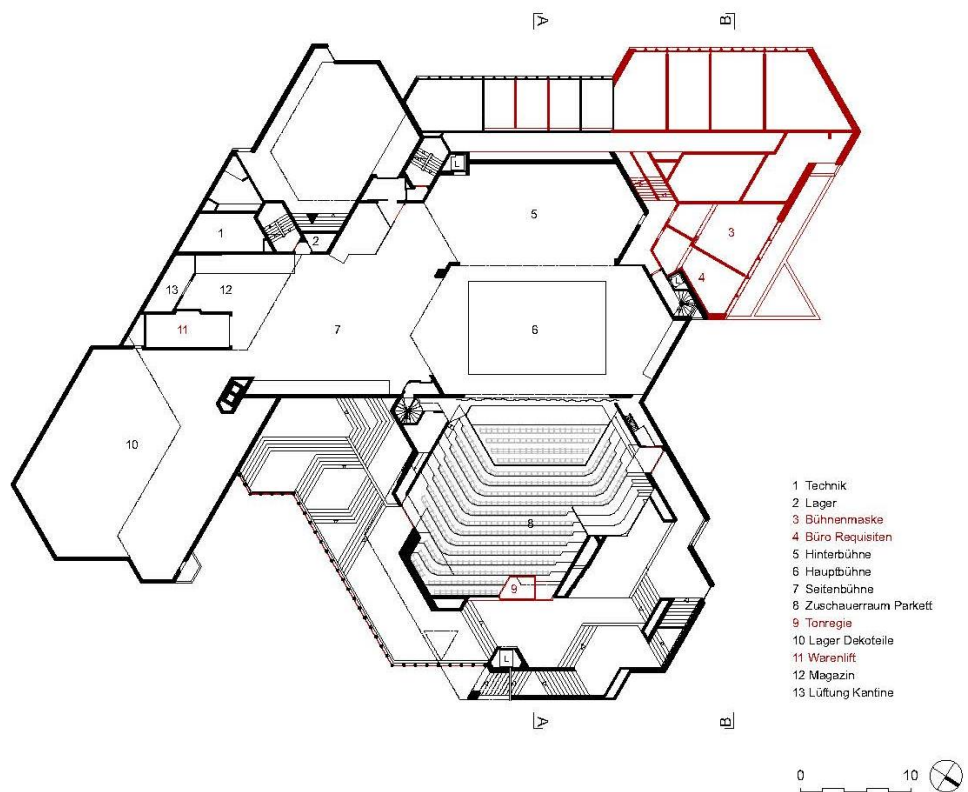 A
B
L
5
1
2
3
4
L
13
12
7
6
11
10
8
9
L
1 Technik
2 Lager
3 Bühnenmaske
4 Büro Requisiten
5 Hinterbühne
6 Hauptbühne
7 Seitenbühne
8 Zuschauerraum Parkett
9 Tonregie
10 Lager Dekoteile
11 Warenlift
12 Magazin
13 Lüftung Kantine
A
B
0 10